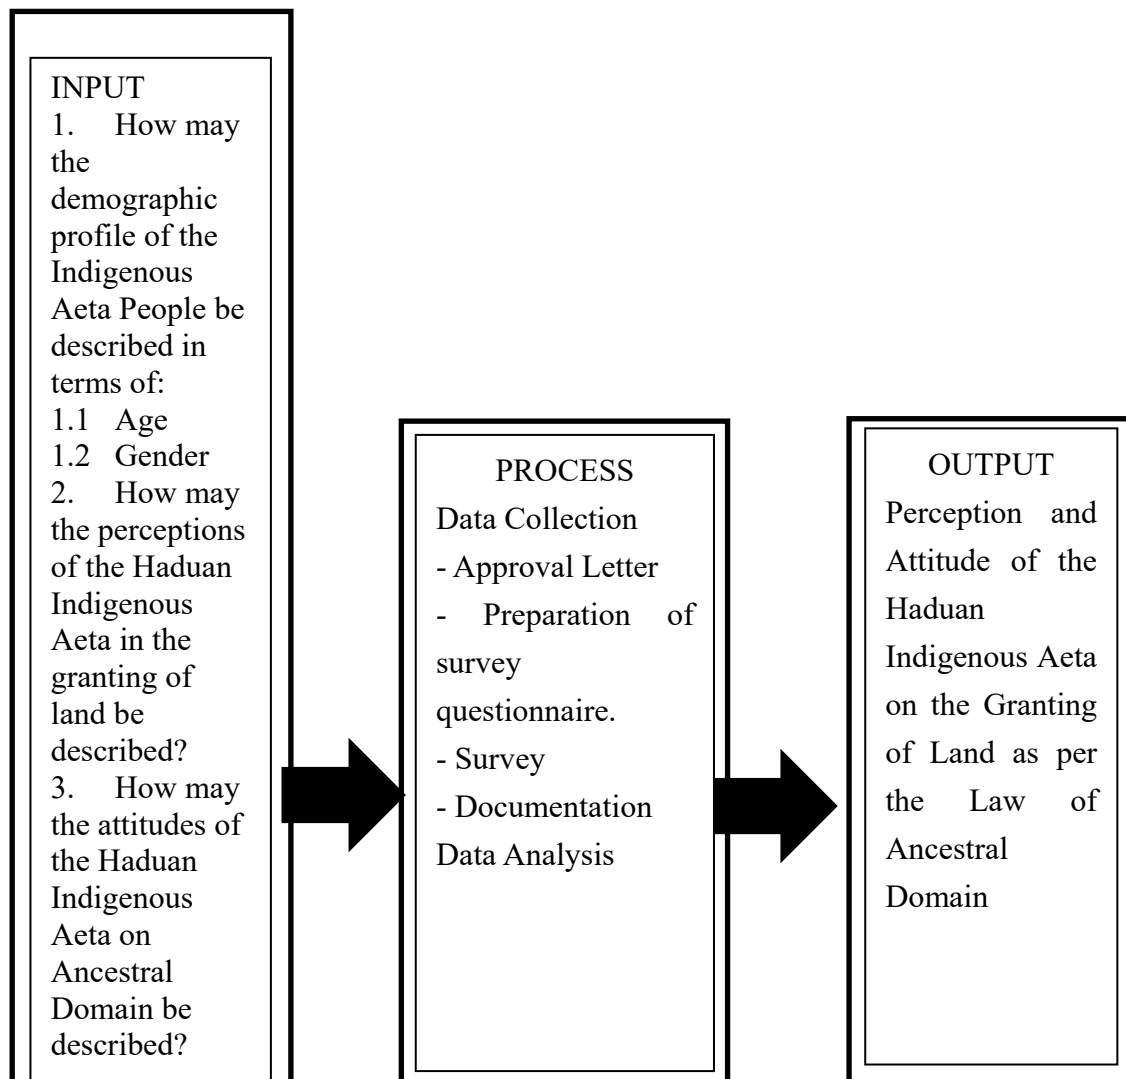 INPUT
1. How may
the
demographic
profile of the
Indigenous
Aeta People be
described in
terms of:
1.1 Age
1.2 Gender
2. How may
the perceptions
of the Haduan
Indigenous
Aeta in the
granting of
land be
described?
3. How may
the attitudes of
the Haduan
Indigenous
Aeta on
Ancestral
Domain be
described?
PROCESS
Data Collection
- Approval Letter
- Preparation of
survey
questionnaire.
- Survey
- Documentation
Data Analysis
OUTPUT
Perception and
Attitude of the
Haduan
Indigenous Aeta
on the Granting
of Land as per
the Law of
Ancestral
Domain